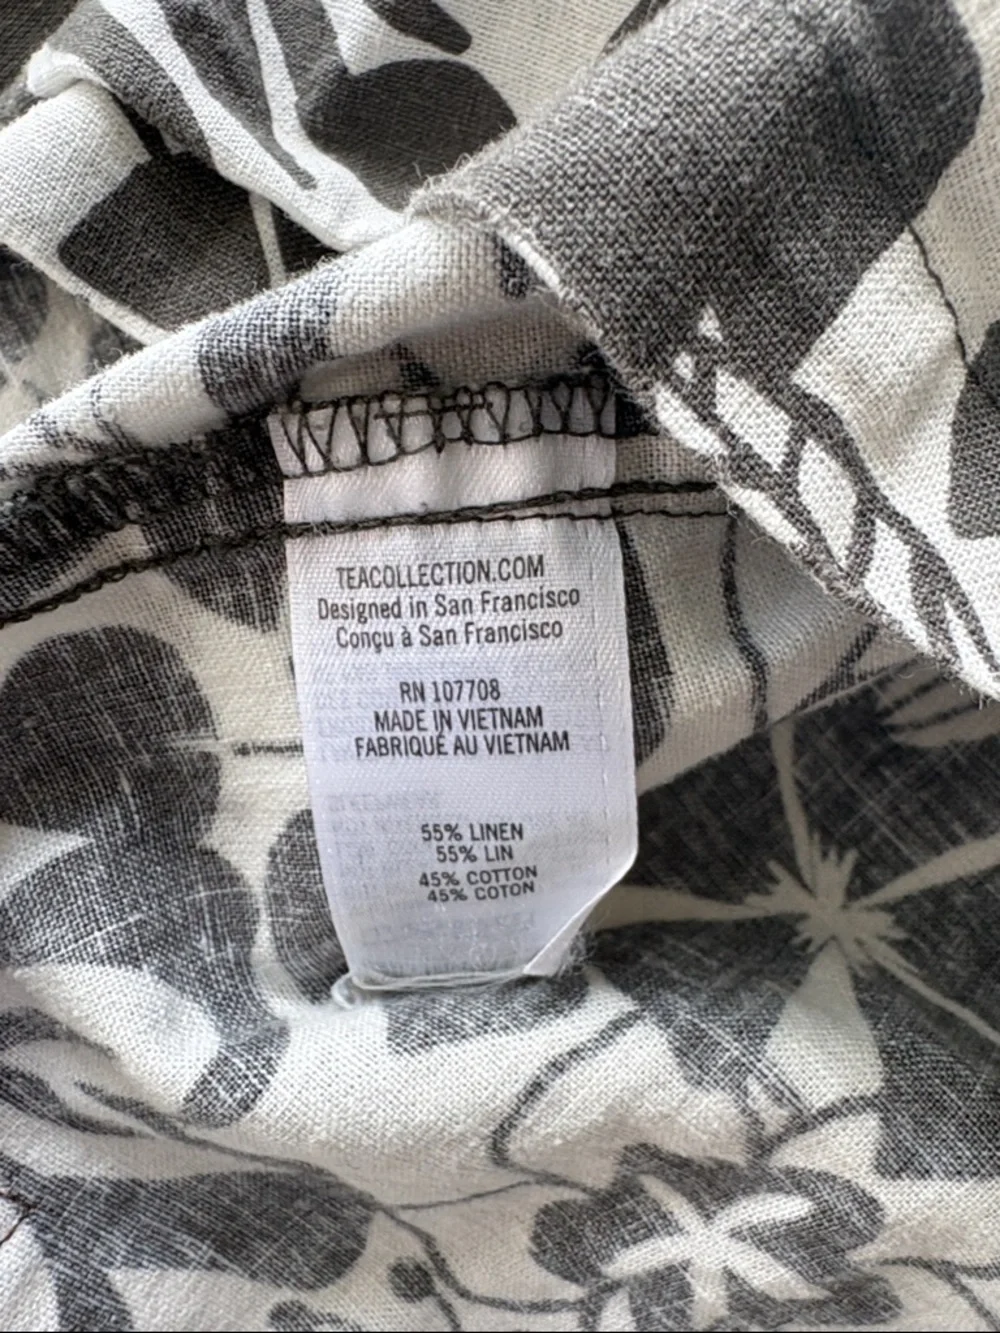 TEACOLLECTION.COM
Designed in San Francisco
Conçu à San Francisco
RN 107708
MADE IN VIETNAM
FABRIQUÉ AU VIETNAM
55% LINEN
55% LIN
45% COTTON
45% COTON